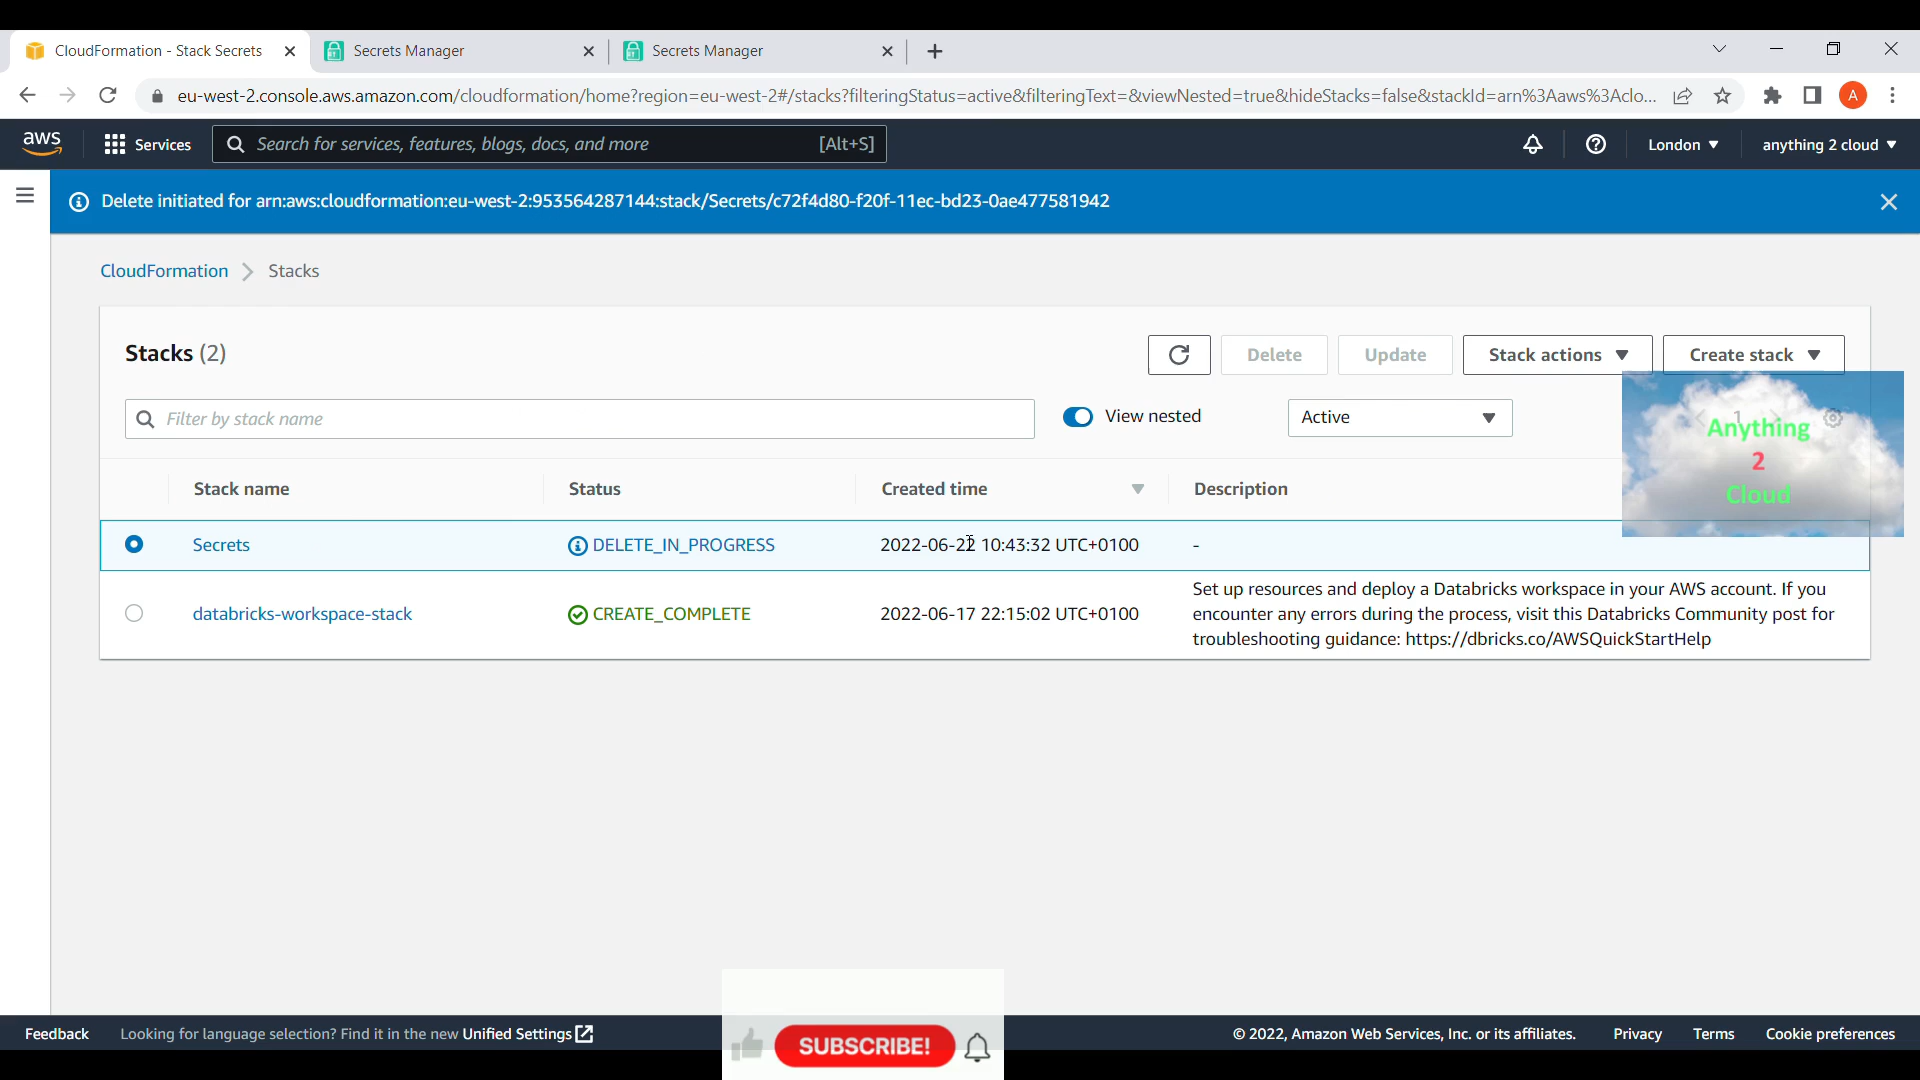 CloudFormation - Stack Secrets
Secrets Manager
Secrets Manager
eu-west-2.console.aws.amazon.com/cloudformation/home?region=eu-west-2#/stacks?filteringStatus=active&filteringText=&viewNested=true&hideStacks=false&stackId=arn%3Aaws%3Aclo...
A
aws
Services
Search for services, features, blogs, docs, and more
[Alt+S]
London
anything 2 cloud
Delete initiated for arn:aws:cloudformation:eu-west-2:953564287144:stack/Secrets/c72f4d80-f20f-11ec-bd23-0ae477581942
CloudFormation
Stacks
Stacks (2)
Delete
Update
Stack actions
Create stack
Filter by stack name
View nested
Active
1
Anything
2
Cloud
Stack name
Status
Created time
Description
Secrets
DELETE_IN_PROGRESS
2022-06-22 10:43:32 UTC+0100
-
databricks-workspace-stack
CREATE_COMPLETE
2022-06-17 22:15:02 UTC+0100
Set up resources and deploy a Databricks workspace in your AWS account. If you
encounter any errors during the process, visit this Databricks Community post for
troubleshooting guidance: https://dbricks.co/AWSQuickStartHelp
Feedback
Looking for language selection? Find it in the new Unified Settings
SUBSCRIBE!
© 2022, Amazon Web Services, Inc. or its affiliates.
Privacy
Terms
Cookie preferences